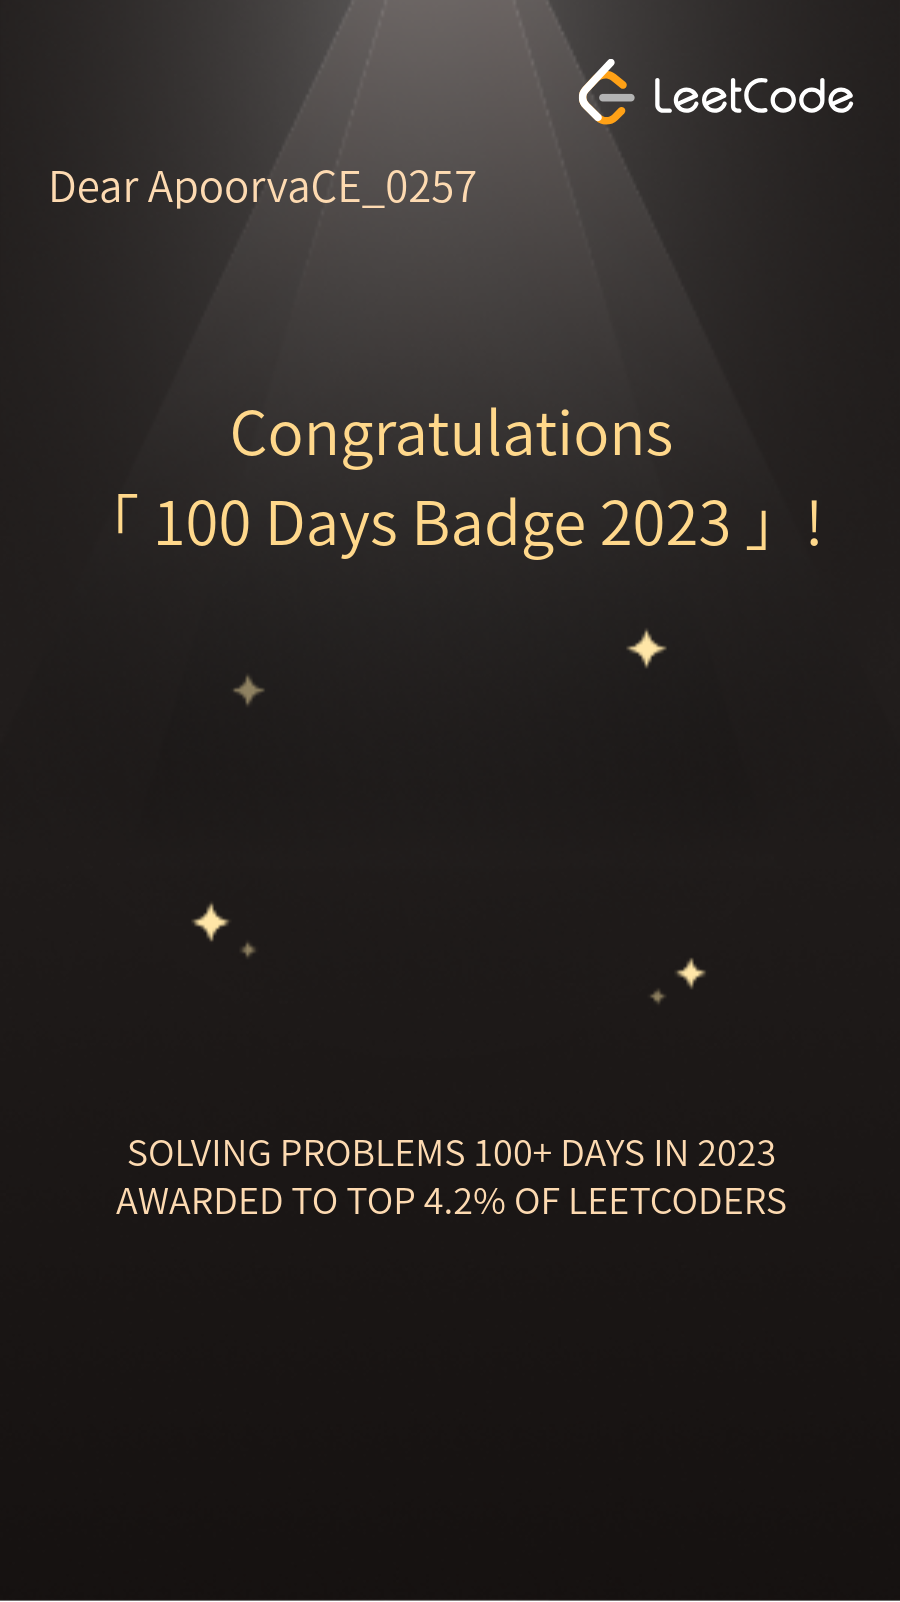 LeetCode
Dear ApoorvaCE_0257
Congratulations
「 100 Days Badge 2023 」!
SOLVING PROBLEMS 100+ DAYS IN 2023
AWARDED TO TOP 4.2% OF LEETCODERS